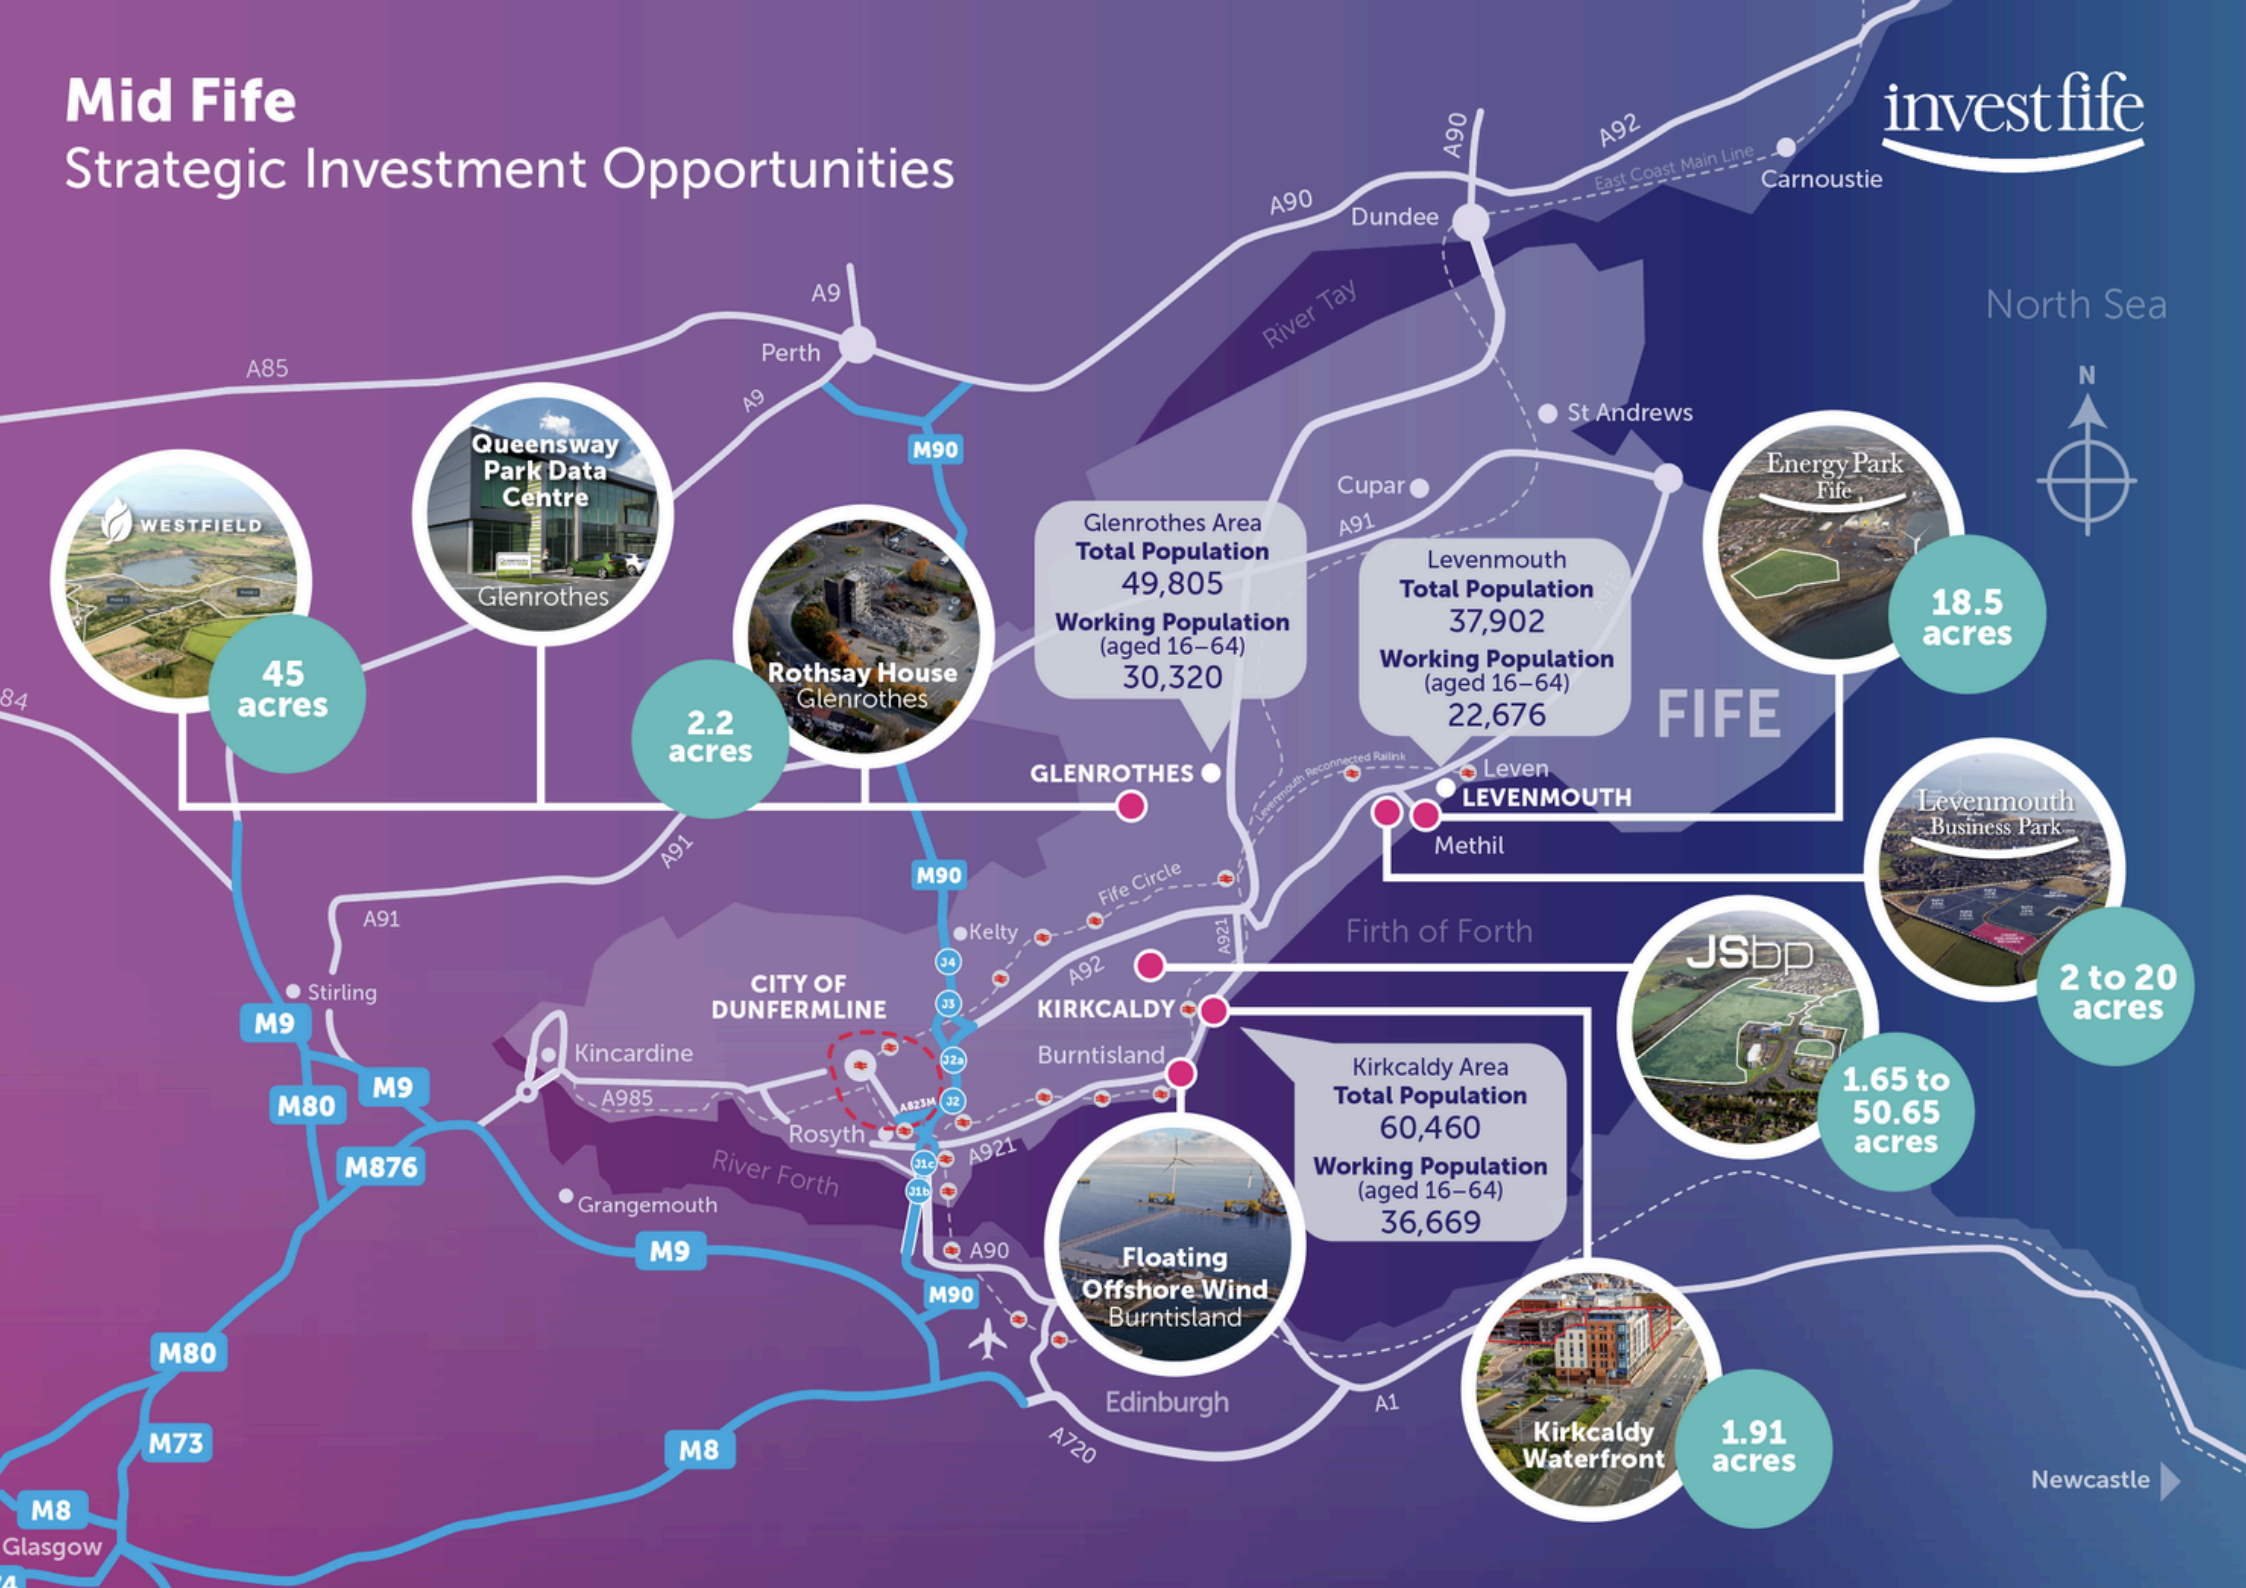 Mid Fife
Strategic Investment Opportunities
investfife
A90
A92
East Coast Main Line
Carnoustie
A90
Dundee
North Sea
River Tay
A9
Perth
A85
A9
N
M90
St Andrews
Cupar
A91
WESTFIELD
45
acres
Queensway
Park Data
Centre
Glenrothes
Rothsay House
Glenrothes
2.2
acres
Glenrothes Area
Total Population
49,805
Working Population
(aged 16–64)
30,320
Levenmouth
Total Population
37,902
Working Population
(aged 16–64)
22,676
A915
Energy Park
Fife
18.5
acres
FIFE
84
GLENROTHES
Levenmouth Reconnected Railink
Leven
LEVENMOUTH
Methil
Levenmouth
Business Park
2 to 20
acres
A91
M90
A91
Fife Circle
Kelty
A921
Firth of Forth
J4
A92
J3
CITY OF
DUNFERMLINE
KIRKCALDY
JSbp
1.65 to
50.65
acres
Stirling
M9
Kincardine
J2a
Burntisland
M9
M80
A985
A823M
J2
Rosyth
A921
J1c
J1b
River Forth
M876
Grangemouth
M9
A90
M90
Kirkcaldy Area
Total Population
60,460
Working Population
(aged 16–64)
36,669
Floating
Offshore Wind
Burntisland
Kirkcaldy
Waterfront
1.91
acres
M80
M73
M8
Edinburgh
A1
A720
Newcastle
M8
Glasgow